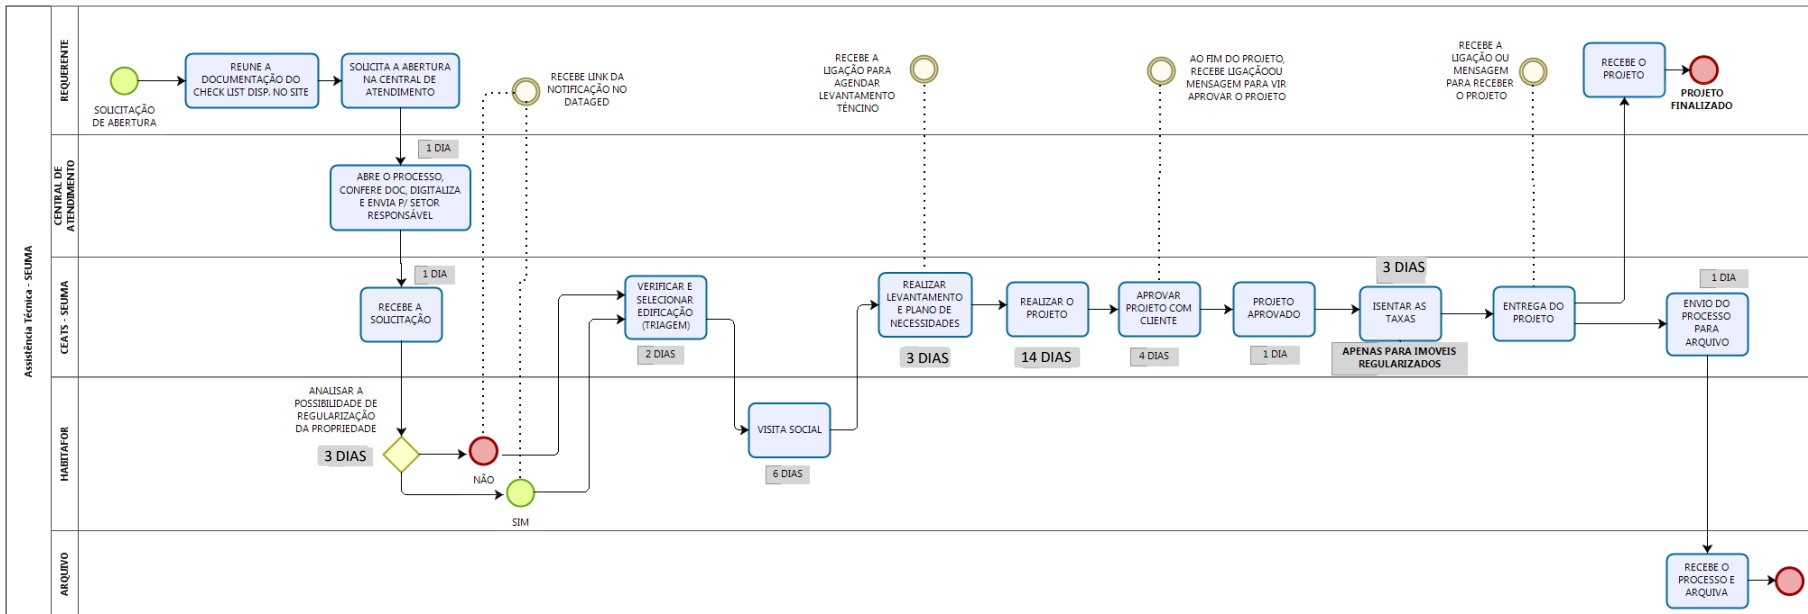 Assistência Técnica - SEUMA
REQUERENTE
SOLICITAÇÃO
DE ABERTURA
REUNE A
DOCUMENTAÇÃO DO
CHECK LIST DISP. NO SITE
SOLICITA A ABERTURA
NA CENTRAL DE
ATENDIMENTO
RECEBE LINK DA
NOTIFICAÇÃO NO
DATAGED
RECEBE A
LIGAÇÃO PARA
AGENDAR
LEVANTAMENTO
TÉNCINO
AO FIM DO PROJETO,
RECEBE LIGAÇÃOOU
MENSAGEM PARA VIR
APROVAR O PROJETO
RECEBE A
LIGAÇÃO OU
MENSAGEM
PARA RECEBER
O PROJETO
RECEBE O
PROJETO
PROJETO
FINALIZADO
CENTRAL DE
ATENDIMENTO
1 DIA
ABRE O PROCESSO,
CONFERE DOC, DIGITALIZA
E ENVIA P/ SETOR
RESPONSÁVEL
CEATS - SEUMA
1 DIA
RECEBE A
SOLICITAÇÃO
VERIFICAR E
SELECIONAR
EDIFICAÇÃO
(TRIAGEM)
2 DIAS
REALIZAR
LEVANTAMENTO
E PLANO DE
NECESSIDADES
3 DIAS
REALIZAR O
PROJETO
14 DIAS
APROVAR
PROJETO COM
CLIENTE
4 DIAS
PROJETO
APROVADO
1 DIA
3 DIAS
ISENTAR AS
TAXAS
APENAS PARA IMOVEIS
REGULARIZADOS
ENTREGA DO
PROJETO
1 DIA
ENVIO DO
PROCESSO
PARA
ARQUIVO
HABITAFOR
ANALISAR A
POSSIBILIDADE DE
REGULARIZAÇÃO
DA PROPRIEDADE
3 DIAS
NÃO
SIM
VISITA SOCIAL
6 DIAS
ARQUIVO
RECEBE O
PROCESSO E
ARQUIVA